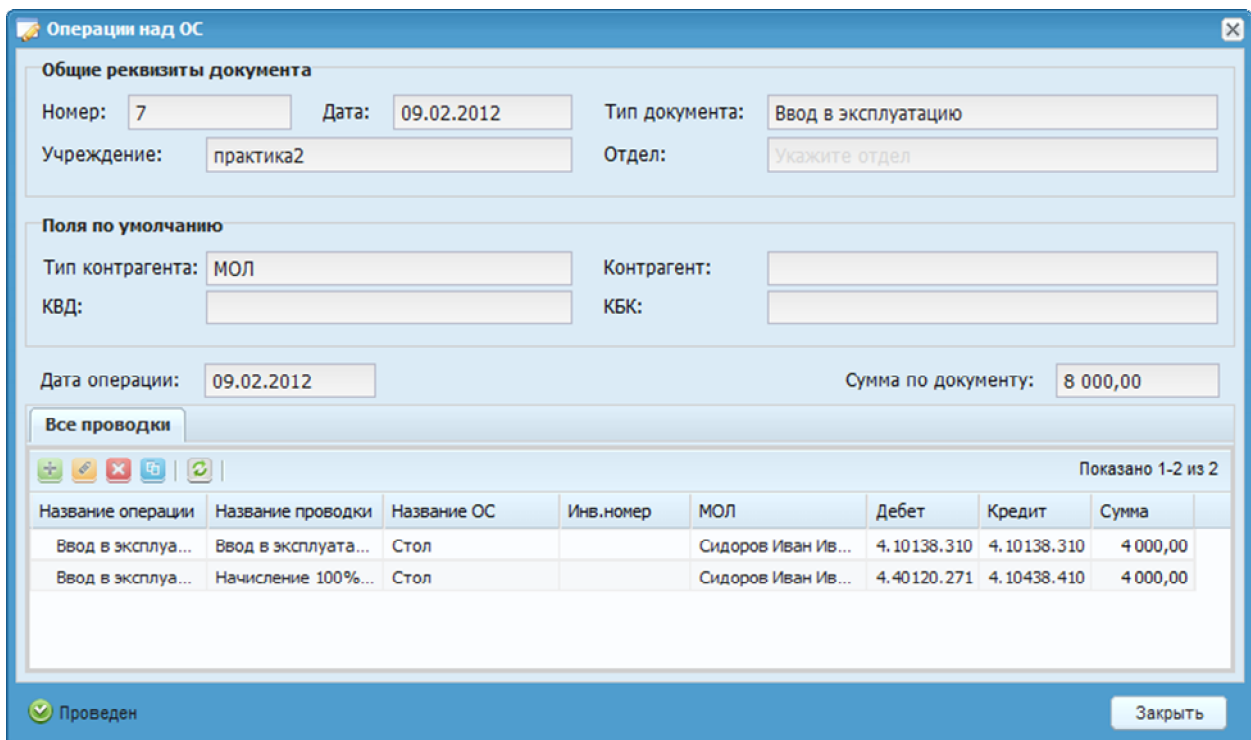 Операции над ОС
Общие реквизиты документа
Номер: 7 Дата: 09.02.2012 Тип документа: Ввод в эксплуатацию
Учреждение: практика2 Отдел: Укажите отдел
Поля по умолчанию
Тип контрагента: МОЛ Контрагент:
КВД: КБК:
Дата операции: 09.02.2012 Сумма по документу: 8 000,00
Все проводки
Показано 1-2 из 2
Название операции Название проводки Название ОС Инв.номер МОЛ Дебет Кредит Сумма
Ввод в эксплуа... Ввод в эксплуата... Стол Сидоров Иван Ив... 4.10138.310 4.10138.310 4 000,00
Ввод в эксплуа... Начисление 100%... Стол Сидоров Иван Ив... 4.40120.271 4.10438.410 4 000,00
Проведен Закрыть